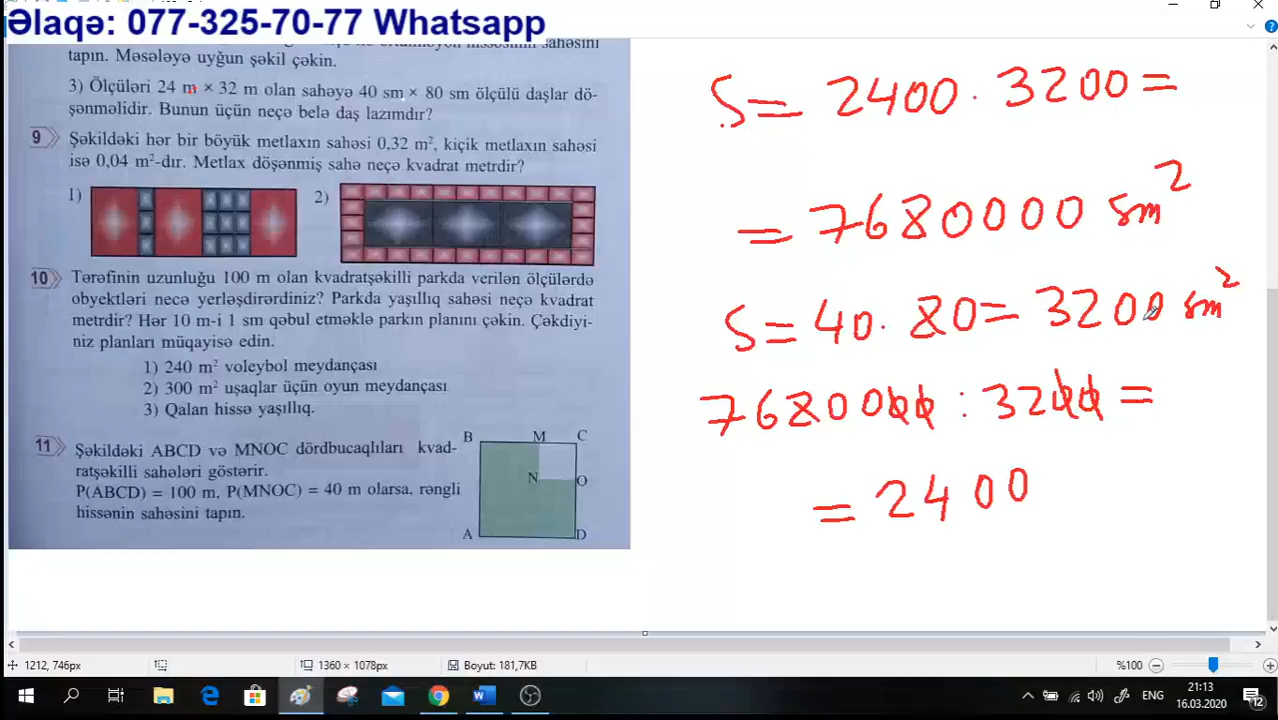 Əlaqə: 077-325-70-77 Whatsapp
sahəsini
tapın. Məsələyə uyğun şəkil çəkin.
3) Ölçüləri 24 m × 32 m olan sahəyə 40 sm × 80 sm ölçülü daşlar dö-
şənməlidir. Bunun üçün neçə belə daş lazımdır?
9 Şəkildəki hər bir böyük metlaxın sahəsi 0,32 m², kiçik metlaxın sahəsi
isə 0,04 m²-dır. Metlax döşənmiş sahə neçə kvadrat metrdir?
1) 2)
10 Tərəfinin uzunluğu 100 m olan kvadratşəkilli parkda verilən ölçülərdə
obyektləri necə yerləşdirərdiniz? Parkda yaşıllıq sahəsi neçə kvadrat
metrdir? Hər 10 m-i 1 sm qəbul etməklə parkın planını çəkin. Çəkdiyi-
niz planları müqayisə edin.
1) 240 m² voleybol meydançası
2) 300 m² uşaqlar üçün oyun meydançası
3) Qalan hissə yaşıllıq.
11 Şəkildəki ABCD və MNOC dördbucaqlıları kvad-
ratşəkilli sahələri göstərir.
P(ABCD) = 100 m, P(MNOC) = 40 m olarsa, rəngli
hissənin sahəsini tapın.
B M C
N O
A D
S = 2400 · 3200 =
= 7680000 sm²
S = 40 · 80 = 3200 sm²
7680000 : 3200 =
= 2400
1212, 746px
1360 × 1078px
Boyut: 181,7KB
%100
ENG
21:13
16.03.2020
12